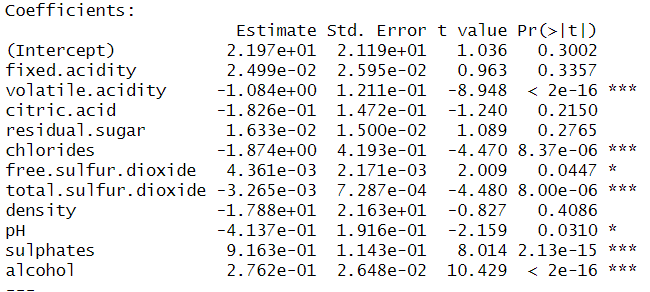 Coefficients:
                       Estimate Std. Error t value Pr(>|t|)
(Intercept)           2.197e+01  2.119e+01   1.036   0.3002
fixed.acidity         2.499e-02  2.595e-02   0.963   0.3357
volatile.acidity     -1.084e+00  1.211e-01  -8.948  < 2e-16 ***
citric.acid          -1.826e-01  1.472e-01  -1.240   0.2150
residual.sugar        1.633e-02  1.500e-02   1.089   0.2765
chlorides            -1.874e+00  4.193e-01  -4.470 8.37e-06 ***
free.sulfur.dioxide   4.361e-03  2.171e-03   2.009   0.0447 *
total.sulfur.dioxide -3.265e-03  7.287e-04  -4.480 8.00e-06 ***
density              -1.788e+01  2.163e+01  -0.827   0.4086
pH                   -4.137e-01  1.916e-01  -2.159   0.0310 *
sulphates             9.163e-01  1.143e-01   8.014 2.13e-15 ***
alcohol               2.762e-01  2.648e-02  10.429  < 2e-16 ***
---